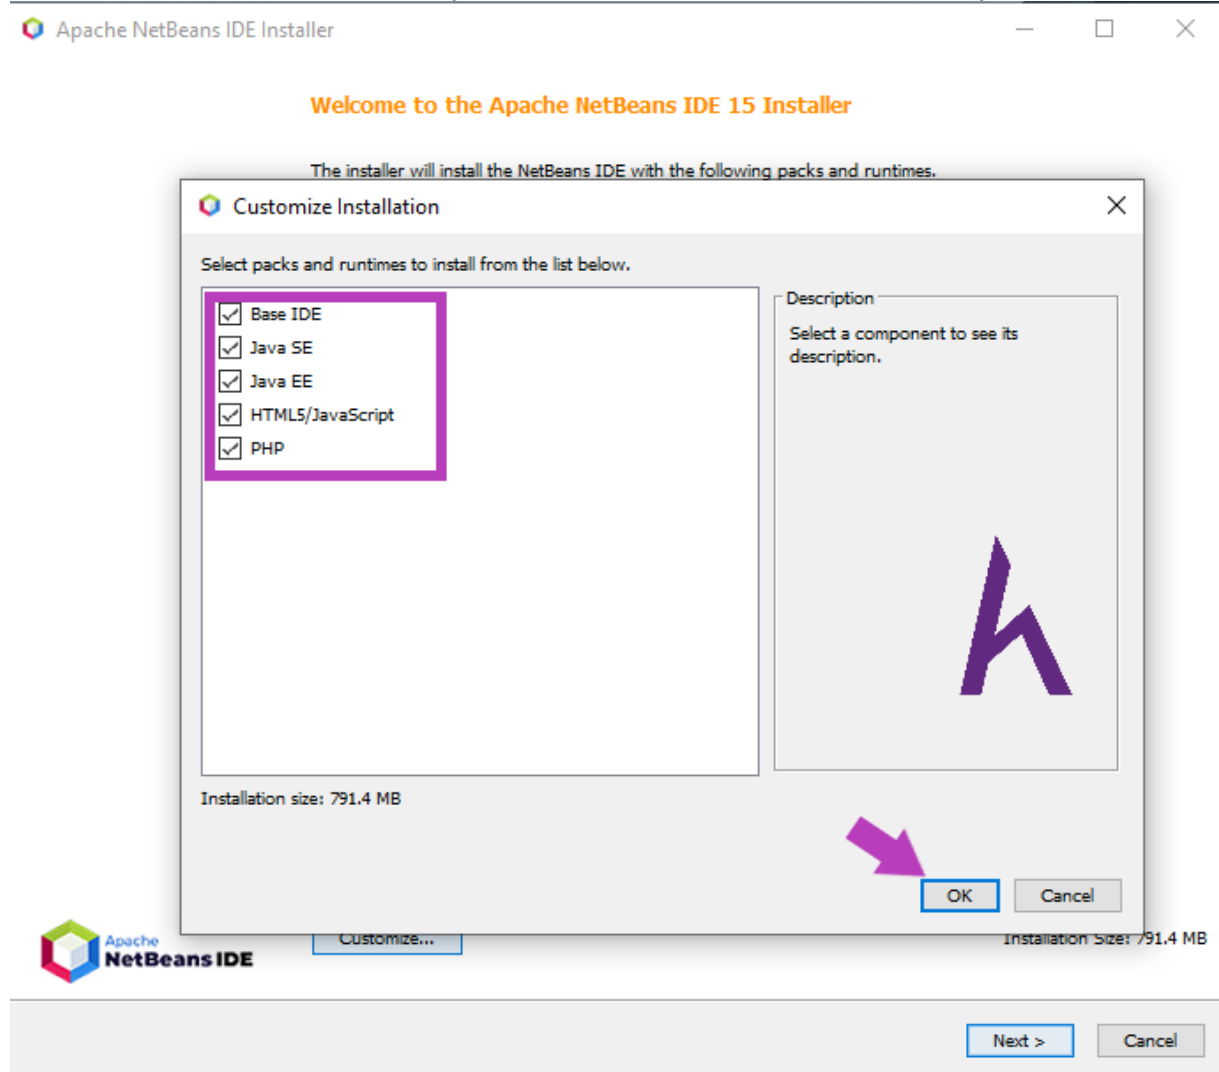 Apache NetBeans IDE Installer
Welcome to the Apache NetBeans IDE 15 Installer
The installer will install the NetBeans IDE with the following packs and runtimes.
Customize Installation
Select packs and runtimes to install from the list below.
Base IDE
Java SE
Java EE
HTML5/JavaScript
PHP
Description
Select a component to see its
description.
Installation size: 791.4 MB
OK
Cancel
Apache
NetBeans IDE
Customize...
Installation Size: 791.4 MB
Next >
Cancel